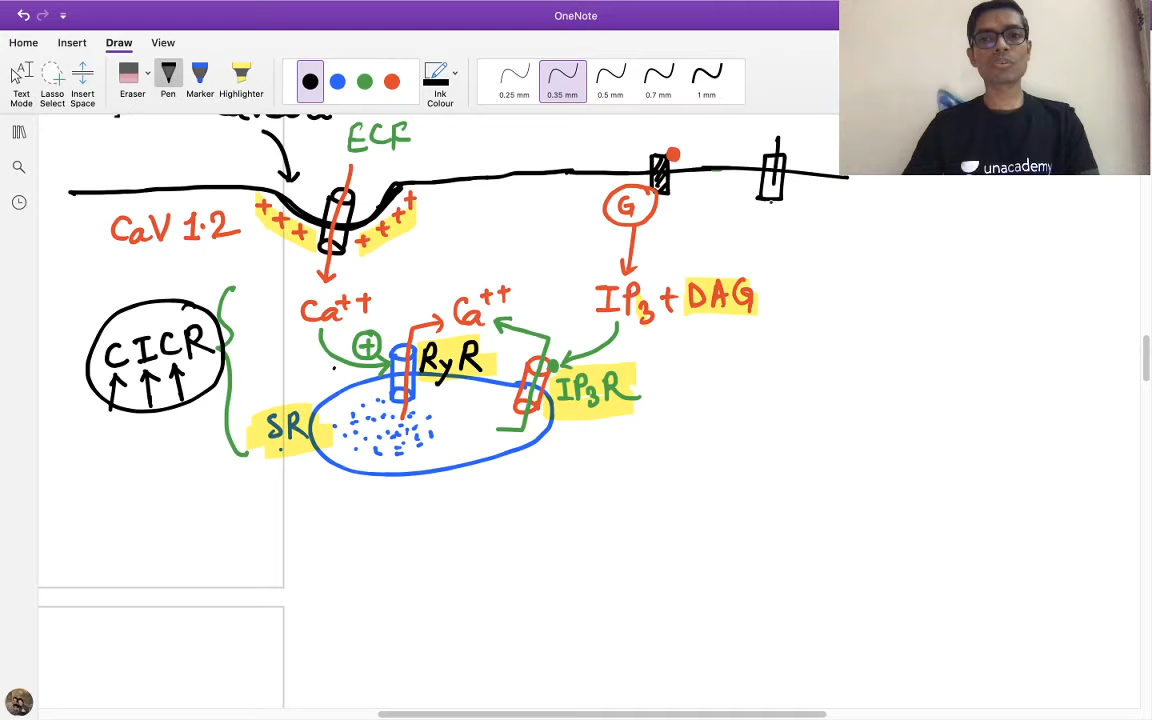 OneNote
Home Insert Draw View
Text Mode
Lasso Select
Insert Space
Eraser
Pen
Marker
Highlighter
Ink Colour
0.25 mm
0.35 mm
0.5 mm
0.7 mm
1 mm
unacademy
ECF
CaV 1.2
+ + + + + + +
G
Ca++
Ca++
IP3 + DAG
CICR
+
RyR
IP3R
SR